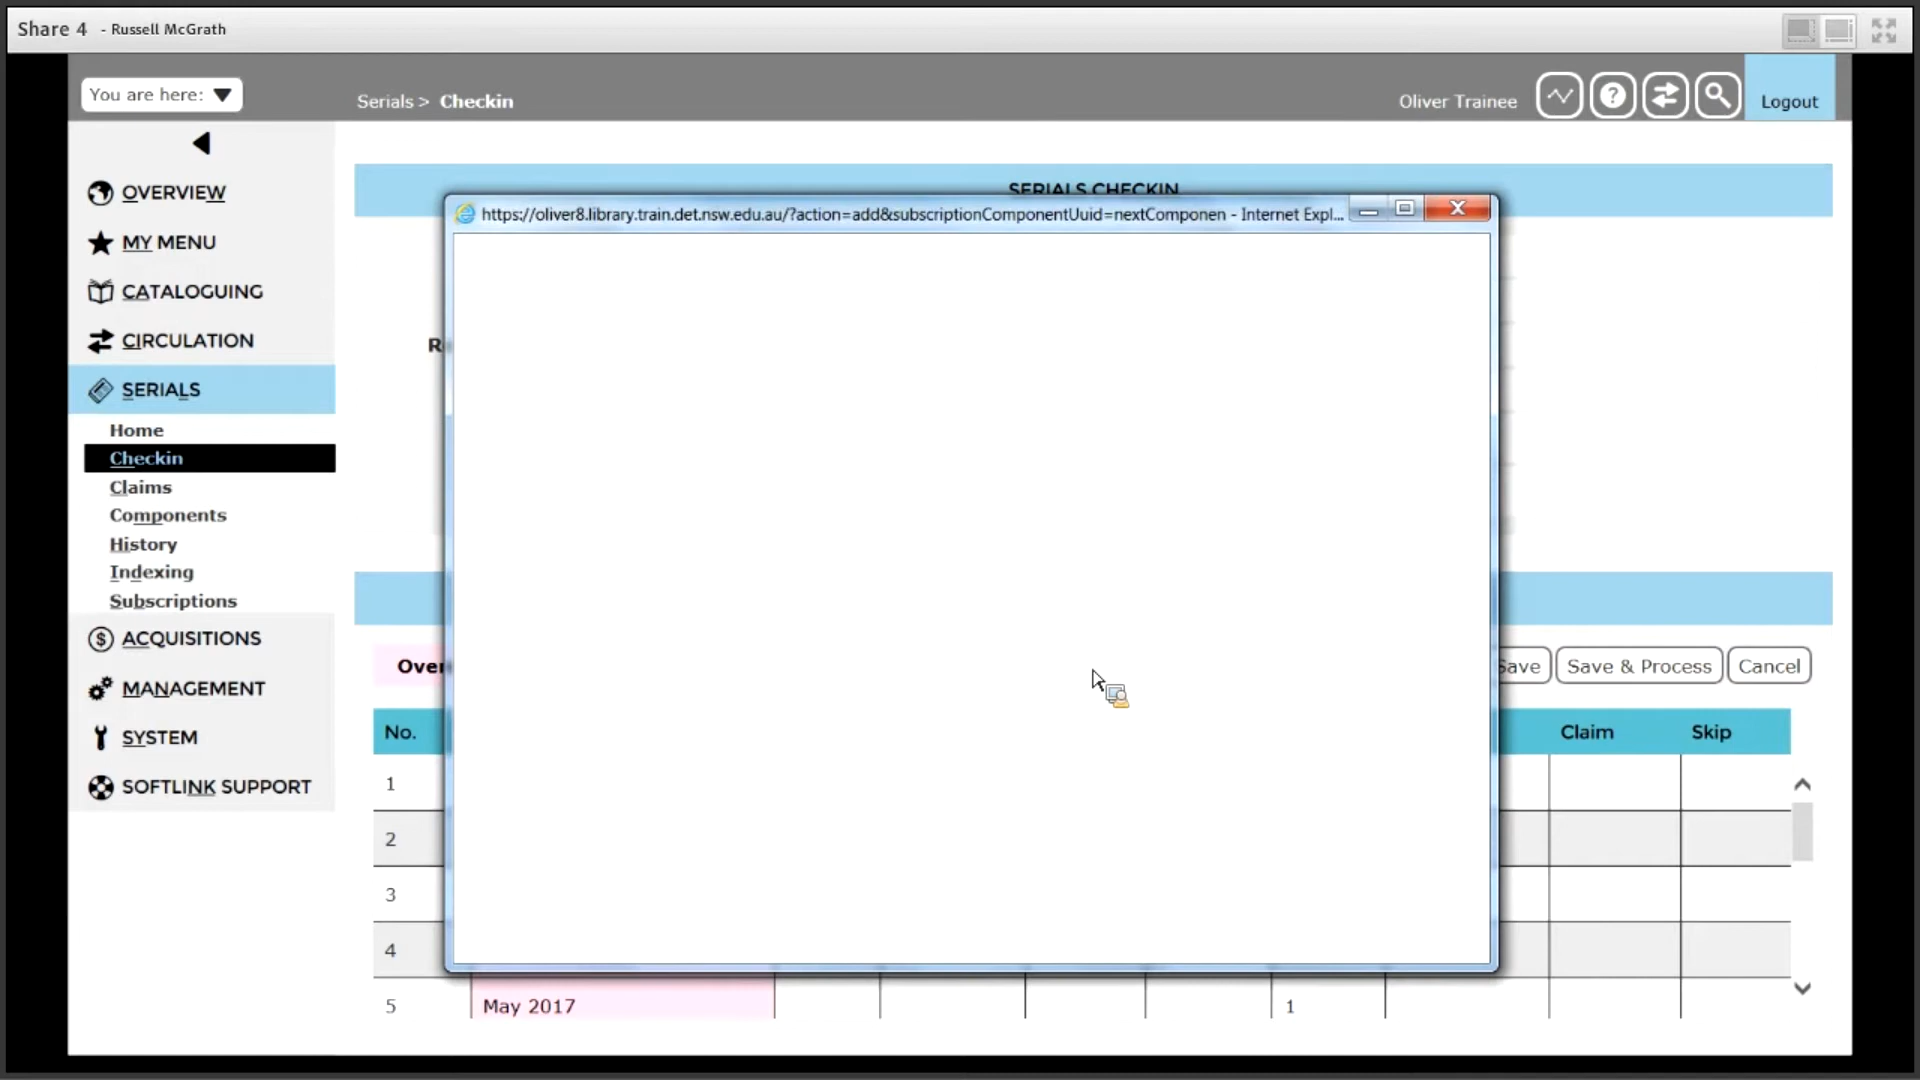 Share 4 - Russell McGrath
You are here:
Serials > Checkin
Oliver Trainee
Logout
OVERVIEW
MY MENU
CATALOGUING
CIRCULATION
SERIALS
Home
Checkin
Claims
Components
History
Indexing
Subscriptions
ACQUISITIONS
MANAGEMENT
SYSTEM
SOFTLINK SUPPORT
SERIALS CHECKIN
https://oliver8.library.train.det.nsw.edu.au/?action=add&subscriptionComponentUuid=nextComponen - Internet Expl...
Save & Process
Cancel
No.
Claim
Skip
1
2
3
4
5 May 2017 1